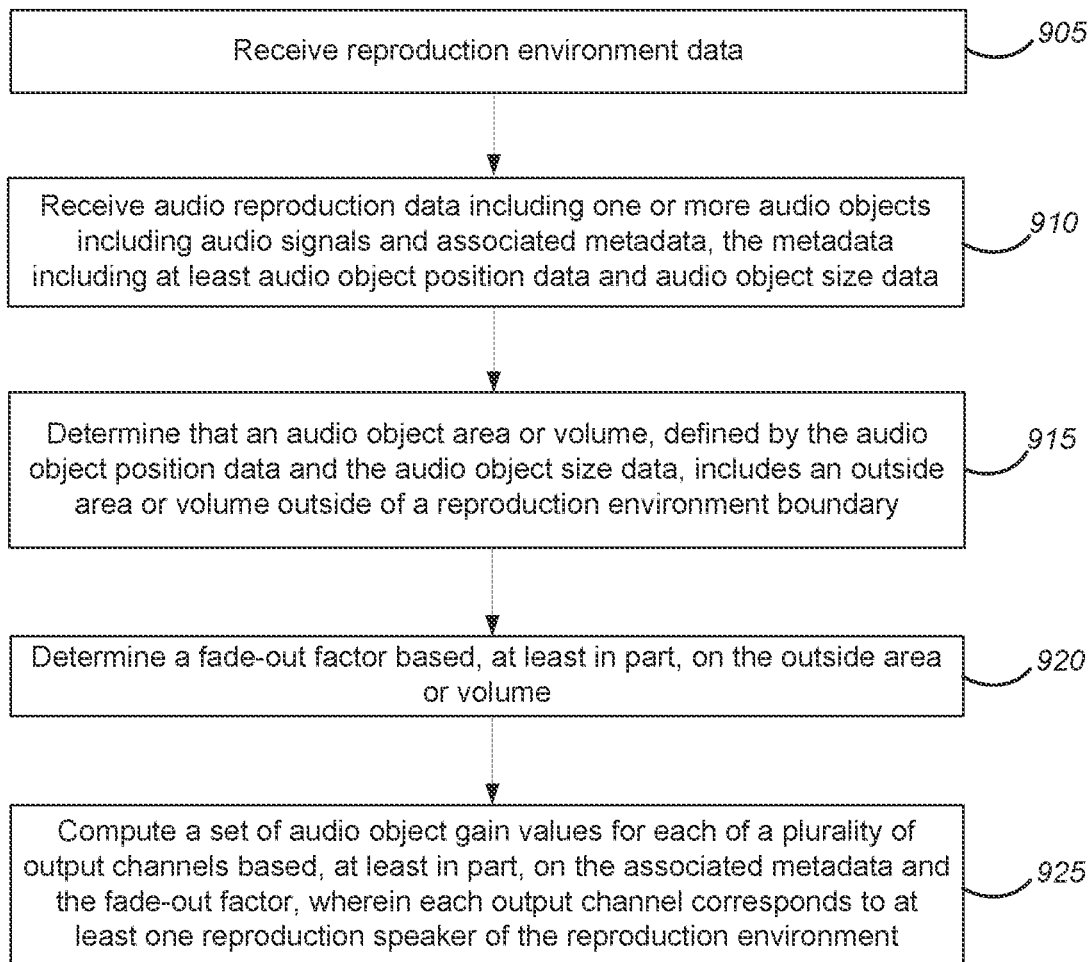 Receive reproduction environment data
905
Receive audio reproduction data including one or more audio objects
including audio signals and associated metadata, the metadata
including at least audio object position data and audio object size data
910
Determine that an audio object area or volume, defined by the audio
object position data and the audio object size data, includes an outside
area or volume outside of a reproduction environment boundary
915
Determine a fade-out factor based, at least in part, on the outside area
or volume
920
Compute a set of audio object gain values for each of a plurality of
output channels based, at least in part, on the associated metadata and
the fade-out factor, wherein each output channel corresponds to at
least one reproduction speaker of the reproduction environment
925